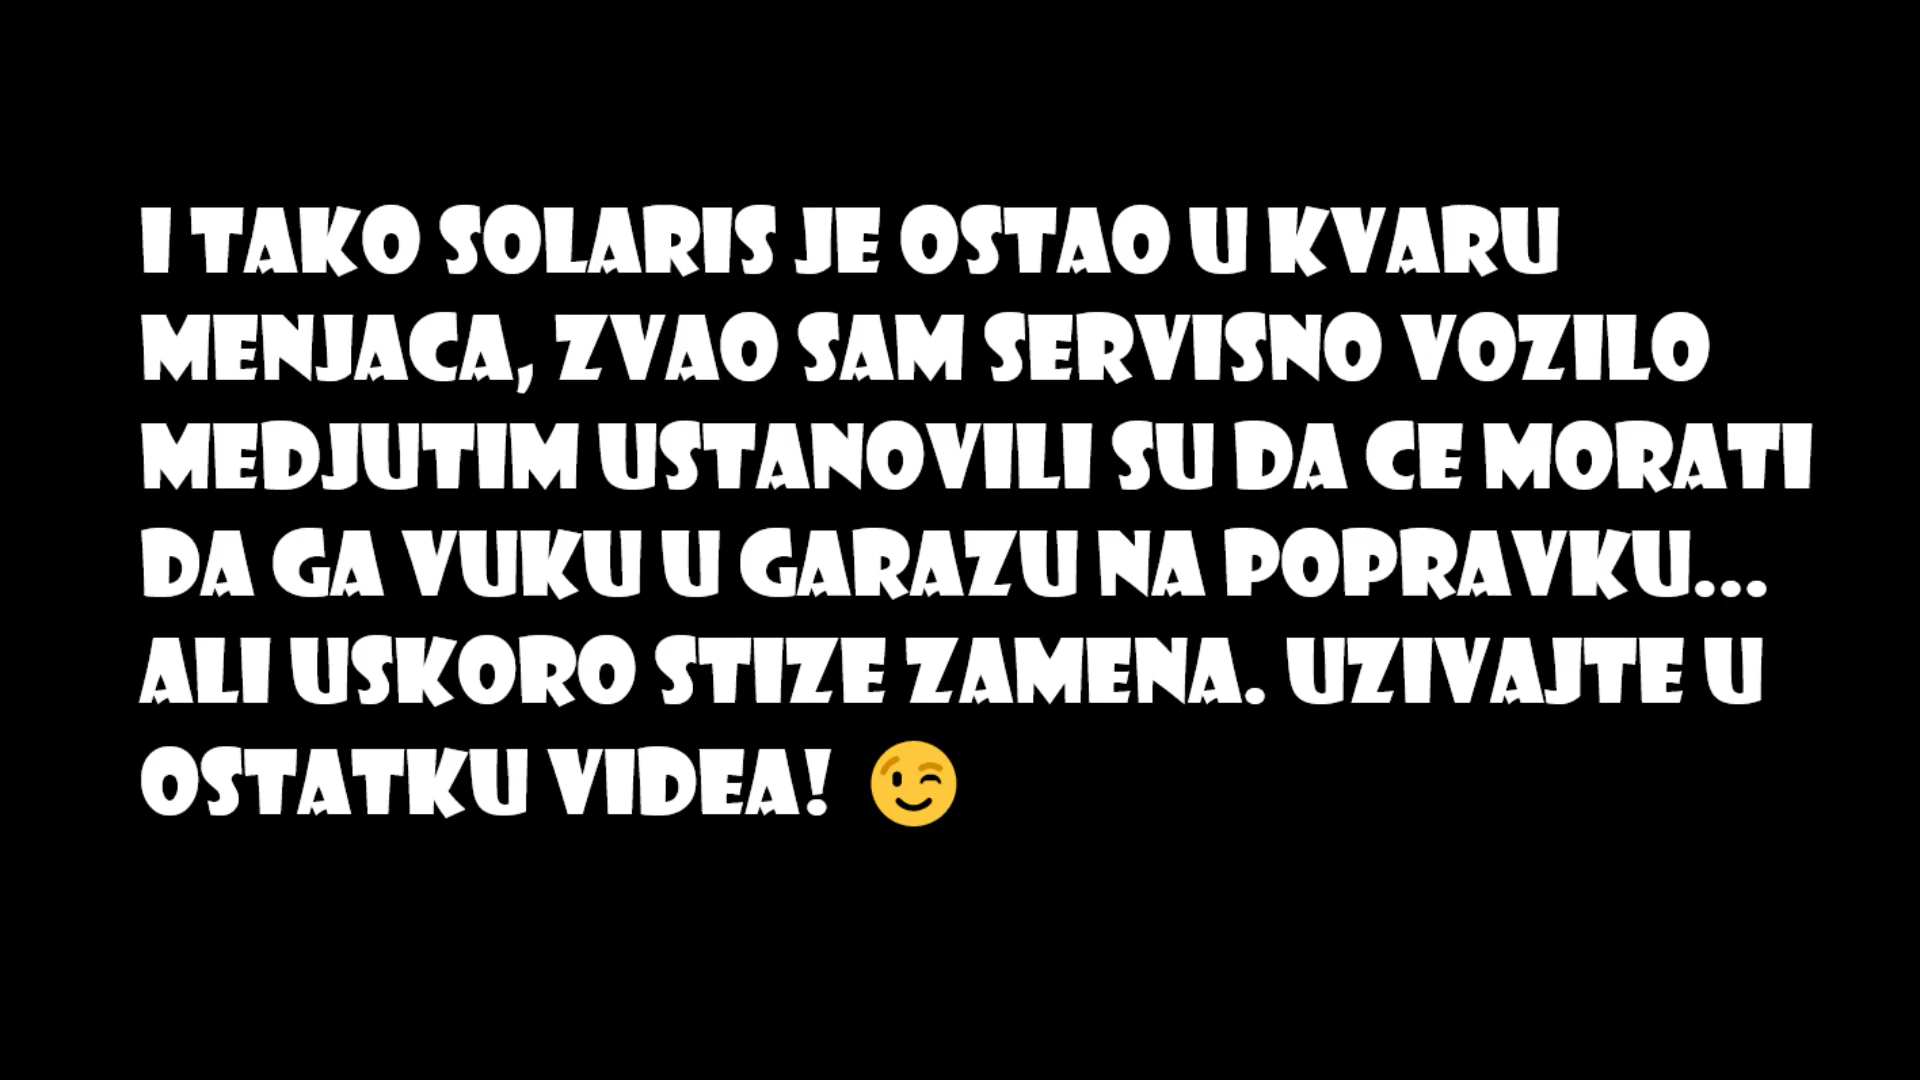 I TAKO SOLARIS JE OSTAO U KVARU
MENJACA, ZVAO SAM SERVISNO VOZILO
MEDJUTIM USTANOVILI SU DA CE MORATI
DA GA VUKU U GARAZU NA POPRAVKU...
ALI USKORO STIZE ZAMENA. UZIVAJTE U
OSTATKU VIDEA! 😉